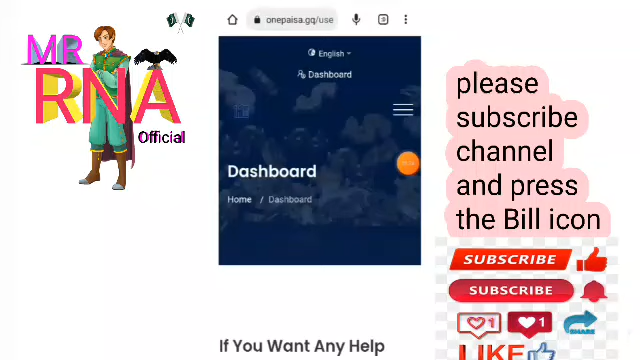 MR
RNA
Official
onepaisa.gq/use
English
Dashboard
Dashboard
Home / Dashboard
If You Want Any Help
please
subscribe
channel
and press
the Bill icon
SUBSCRIBE
SUBSCRIBE
1
1
SHARE
LIKE